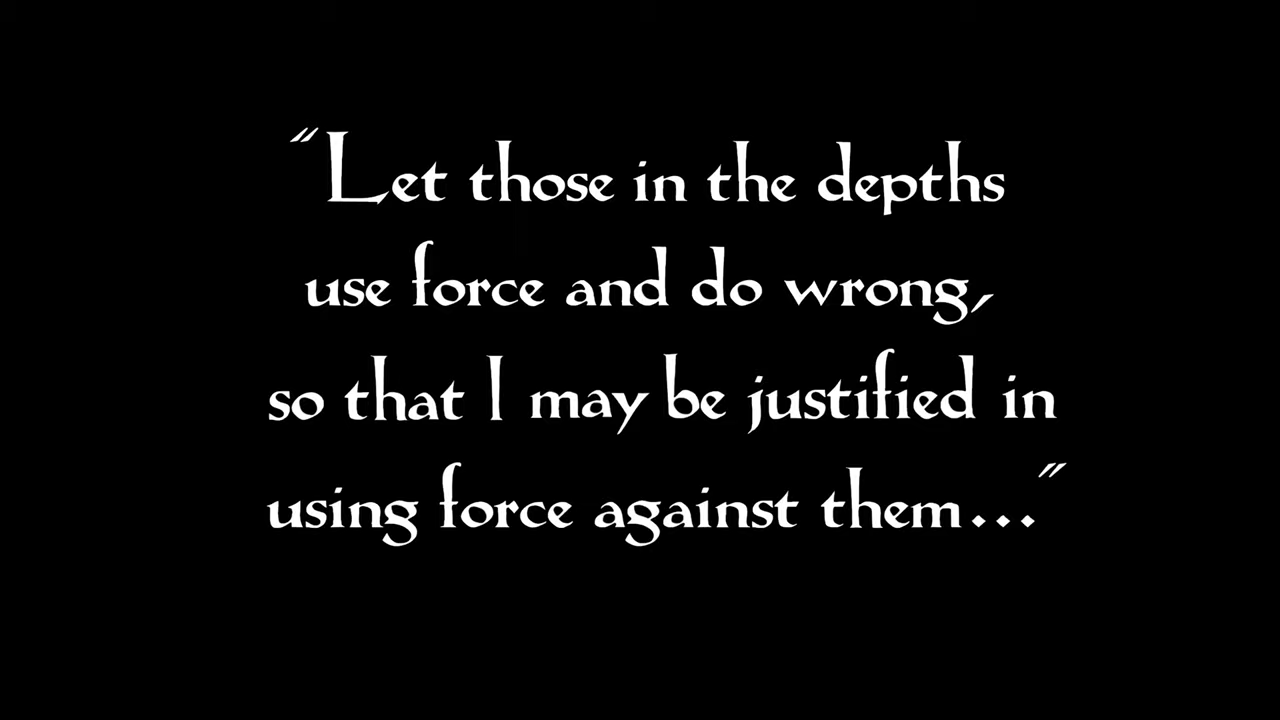 "Let those in the depths
use force and do wrong,
so that I may be justified in
using force against them..."